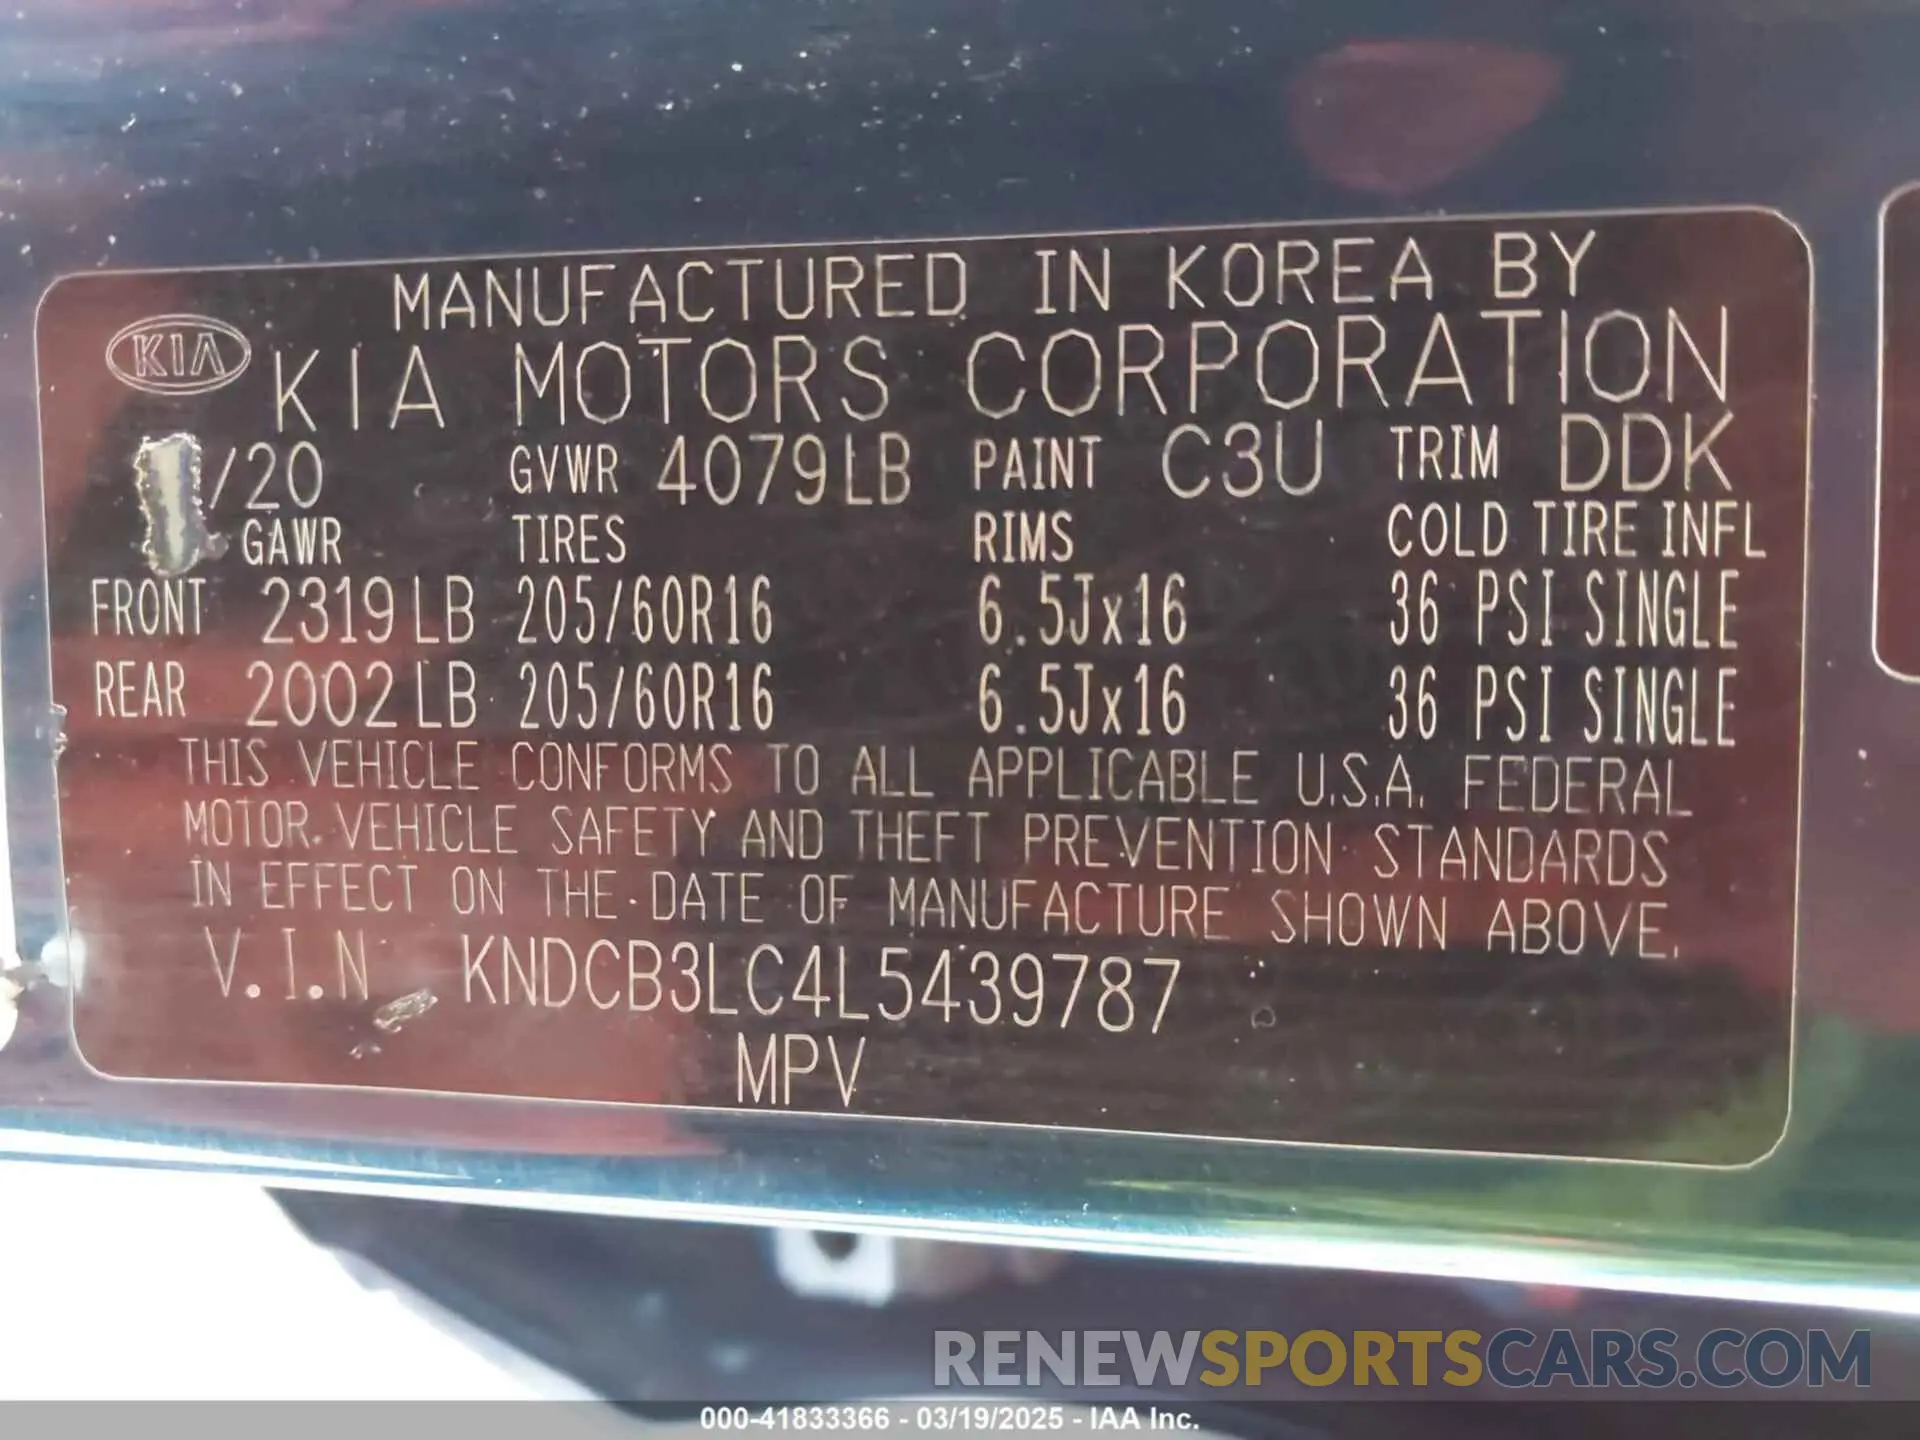 MANUFACTURED IN KOREA BY
KIA KIA MOTORS CORPORATION
/20 GVWR 4079LB PAINT C3U TRIM DDK
GAWR TIRES RIMS COLD TIRE INFL
FRONT 2319LB 205/60R16 6.5Jx16 36 PSI SINGLE
REAR 2002LB 205/60R16 6.5Jx16 36 PSI SINGLE
THIS VEHICLE CONFORMS TO ALL APPLICABLE U.S.A. FEDERAL
MOTOR VEHICLE SAFETY AND THEFT PREVENTION STANDARDS
IN EFFECT ON THE DATE OF MANUFACTURE SHOWN ABOVE.
V.I.N KNDCB3LC4L5439787
MPV
RENEWSPORTSCARS.COM
000-41833366 - 03/19/2025 - IAA Inc.